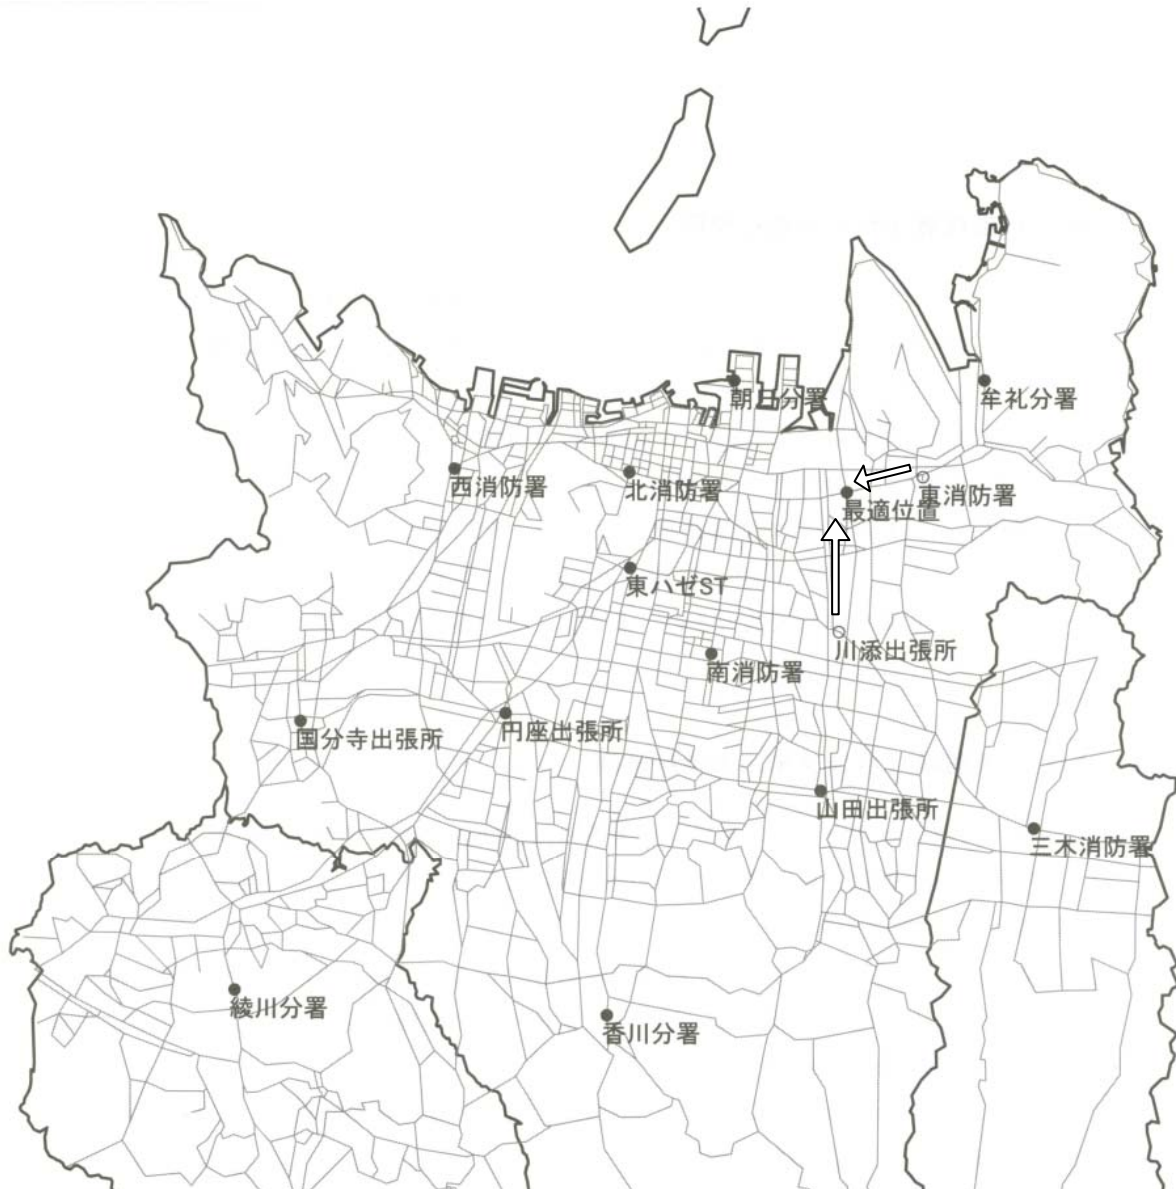 朝日分署
牟礼分署
西消防署
北消防署
東消防署
最適位置
東ハゼST
川添出張所
南消防署
円座出張所
国分寺出張所
山田出張所
三木消防署
綾川分署
香川分署